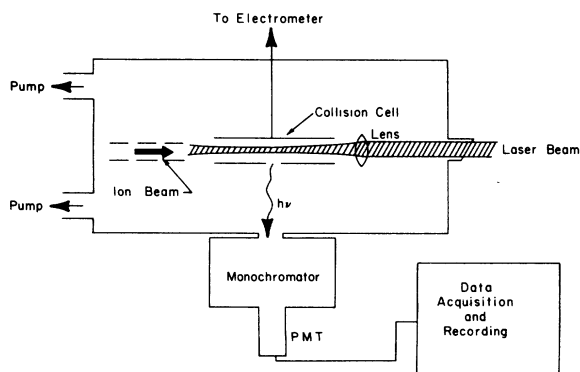 To Electrometer
Pump
Collision Cell
Lens
Laser Beam
Ion Beam
Pump
hν
Monochromator
PMT
Data
Acquisition
and
Recording